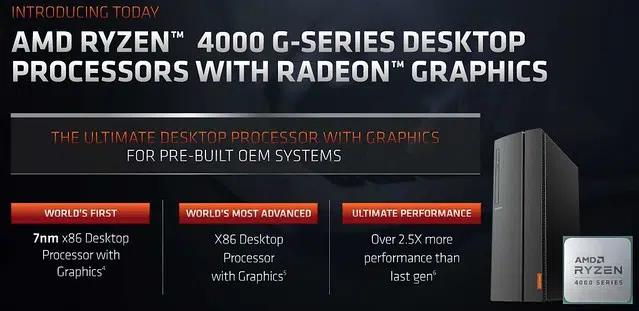 INTRODUCING TODAY
AMD RYZEN™ 4000 G-SERIES DESKTOP
PROCESSORS WITH RADEON™ GRAPHICS
THE ULTIMATE DESKTOP PROCESSOR WITH GRAPHICS
FOR PRE-BUILT OEM SYSTEMS
WORLD'S FIRST
7nm x86 Desktop
Processor with
Graphics⁴
WORLD'S MOST ADVANCED
X86 Desktop
Processor
with Graphics⁵
ULTIMATE PERFORMANCE
Over 2.5X more
performance than
last gen⁶
AMD
RYZEN
4000 SERIES